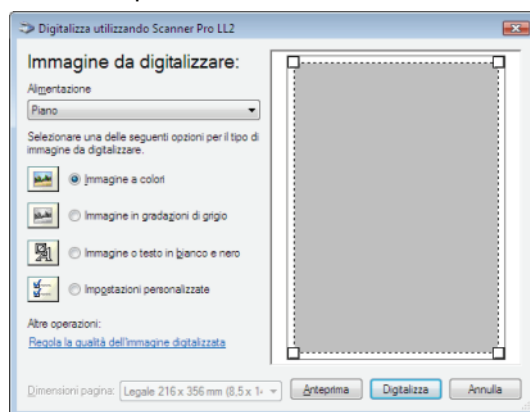 Digitalizza utilizzando Scanner Pro LL2
Immagine da digitalizzare:
Alimentazione
Piano
Selezionare una delle seguenti opzioni per il tipo di
immagine da digitalizzare.
Immagine a colori
Immagine in gradazioni di grigio
Immagine o testo in bianco e nero
Impostazioni personalizzate
Altre operazioni:
Regola la qualità dell'immagine digitalizzata
Dimensioni pagina: Legale 216 x 356 mm (8,5 x 14 Anteprima Digitalizza Annulla